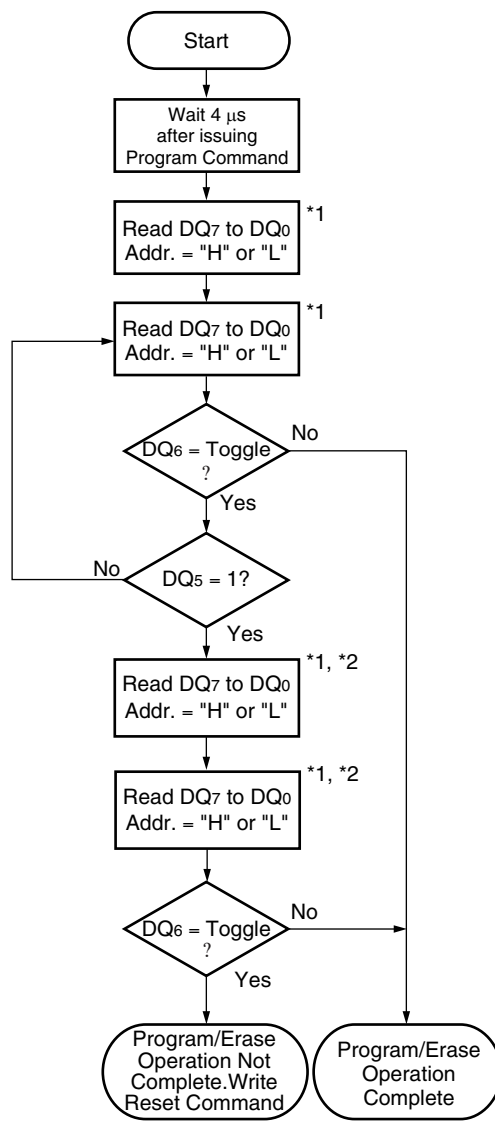 Start
Wait 4 μs
after issuing
Program Command
Read DQ7 to DQ0
Addr. = "H" or "L"
*1
Read DQ7 to DQ0
Addr. = "H" or "L"
*1
DQ6 = Toggle
?
No
Yes
DQ5 = 1?
No
Yes
Read DQ7 to DQ0
Addr. = "H" or "L"
*1, *2
Read DQ7 to DQ0
Addr. = "H" or "L"
*1, *2
DQ6 = Toggle
?
No
Yes
Program/Erase
Operation Not
Complete.Write
Reset Command
Program/Erase
Operation
Complete